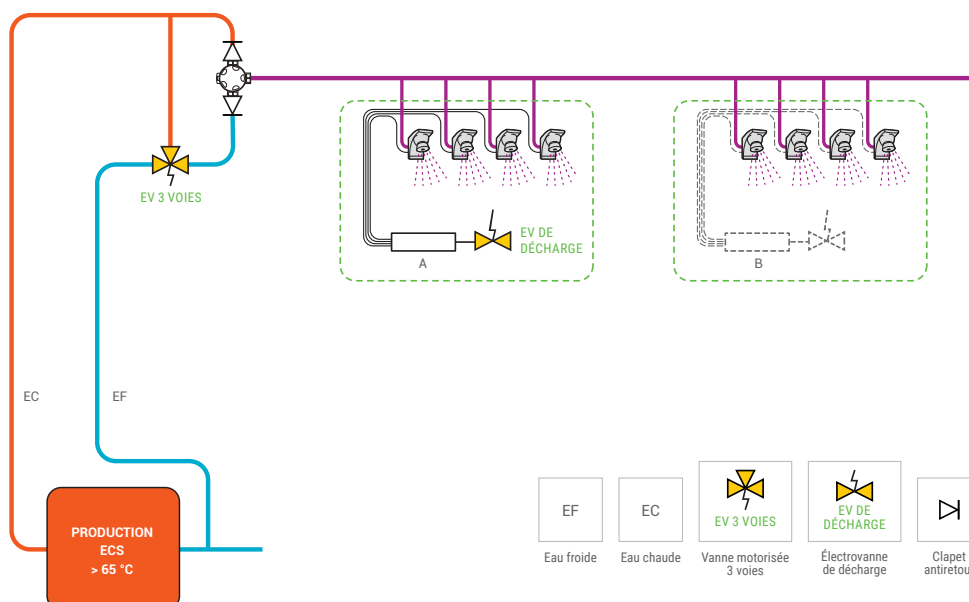 EV 3 VOIES
EV DE
DÉCHARGE
A
B
EC
EF
PRODUCTION
ECS
> 65 °C
EF
EC
EV 3 VOIES
EV DE
DÉCHARGE
Eau froide
Eau chaude
Vanne motorisée
3 voies
Électrovanne
de décharge
Clapet
antiretou